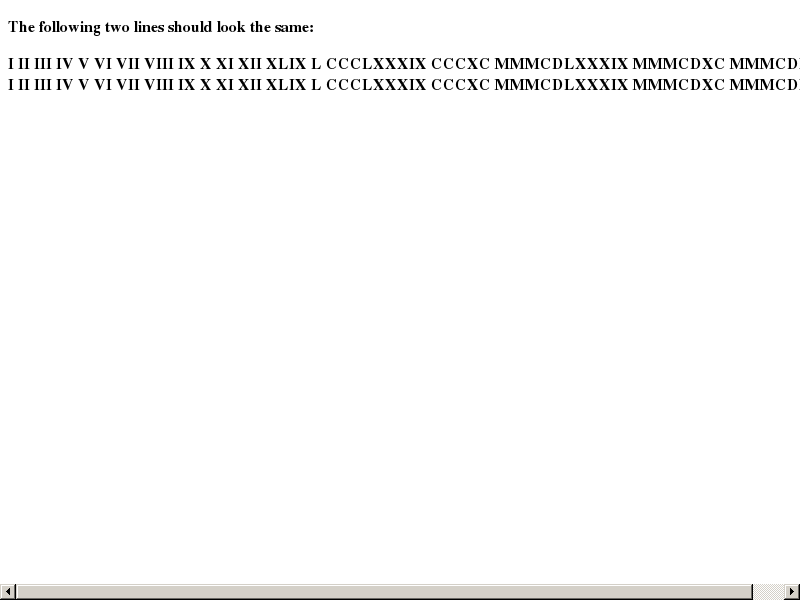 The following two lines should look the same:
I II III IV V VI VII VIII IX X XI XII XLIX L CCCLXXXIX CCCXC MMMCDLXXXIX MMMCDXC MMMCD
I II III IV V VI VII VIII IX X XI XII XLIX L CCCLXXXIX CCCXC MMMCDLXXXIX MMMCDXC MMMCD